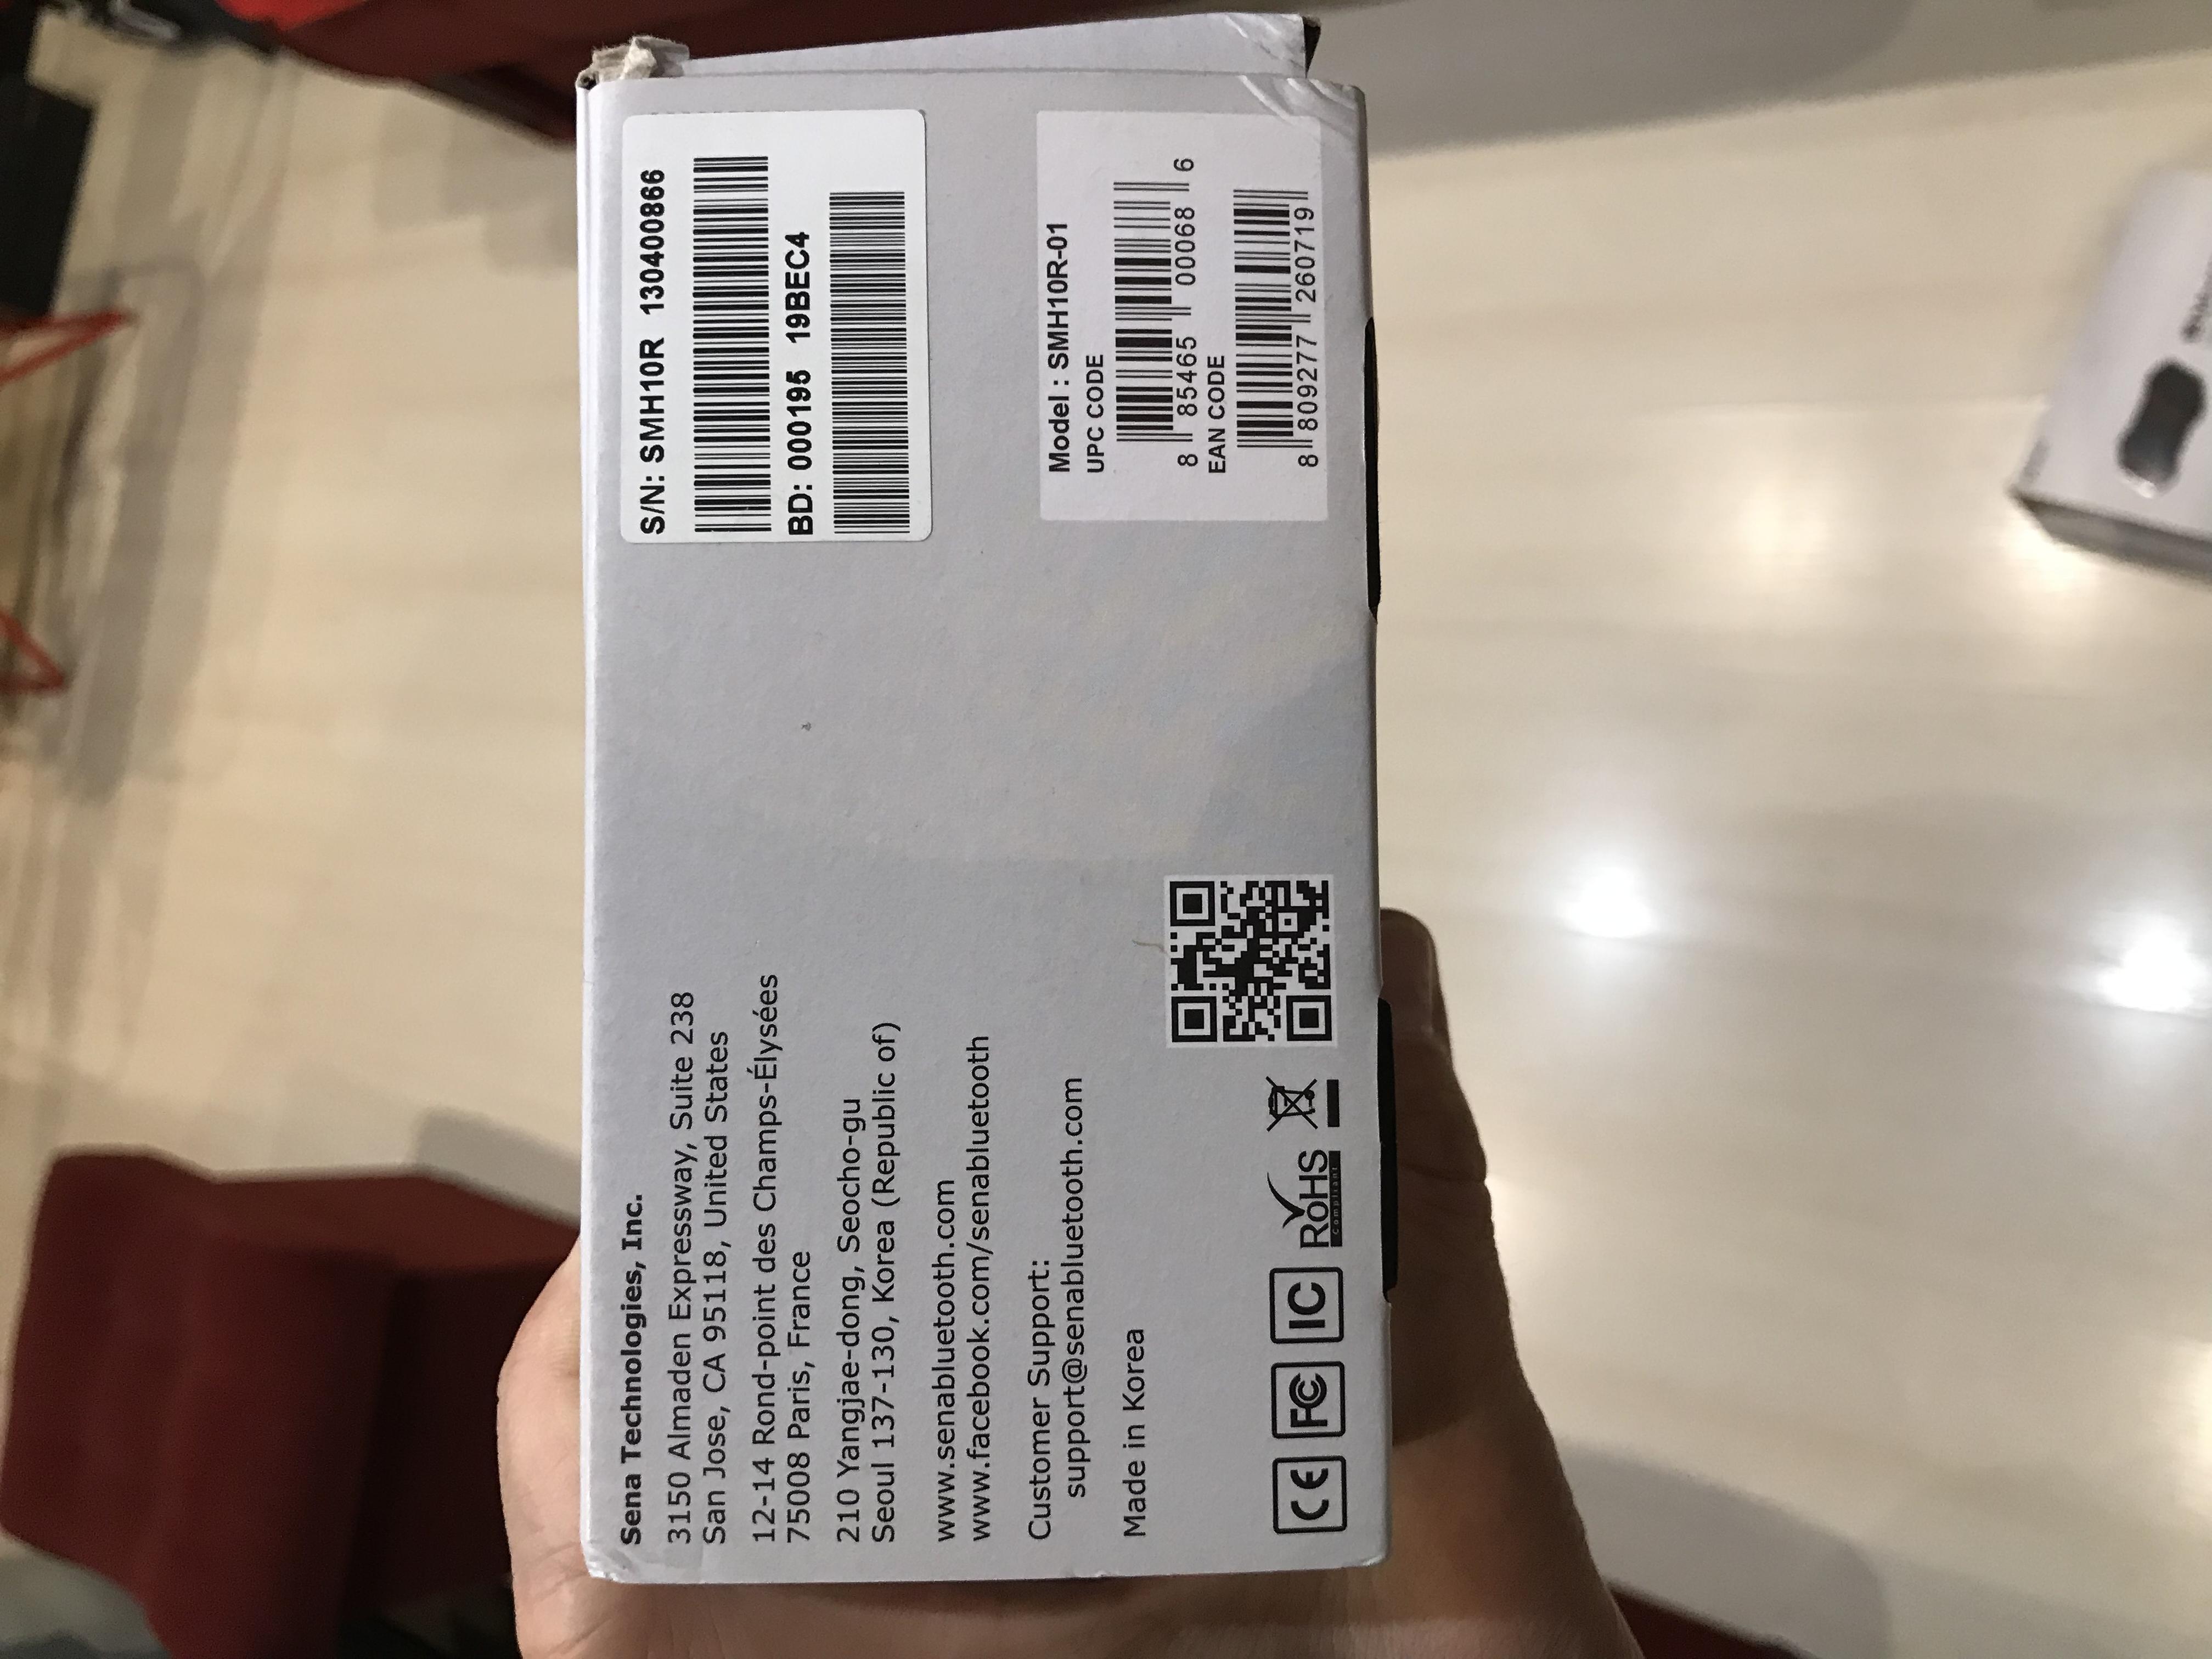 Sena Technologies, Inc.
3150 Almaden Expressway, Suite 238
San Jose, CA 95118, United States
12-14 Rond-point des Champs-Élysées
75008 Paris, France
210 Yangjae-dong, Seocho-gu
Seoul 137-130, Korea (Republic of)
www.senabluetooth.com
www.facebook.com/senabluetooth
Customer Support:
support@senabluetooth.com
Made in Korea
CE FC IC RoHS
Compliant
S/N: SMH10R 130400866
BD: 000195 19BEC4
Model : SMH10R-01
UPC CODE
8 85465 00068 6
EAN CODE
8 809277 260719